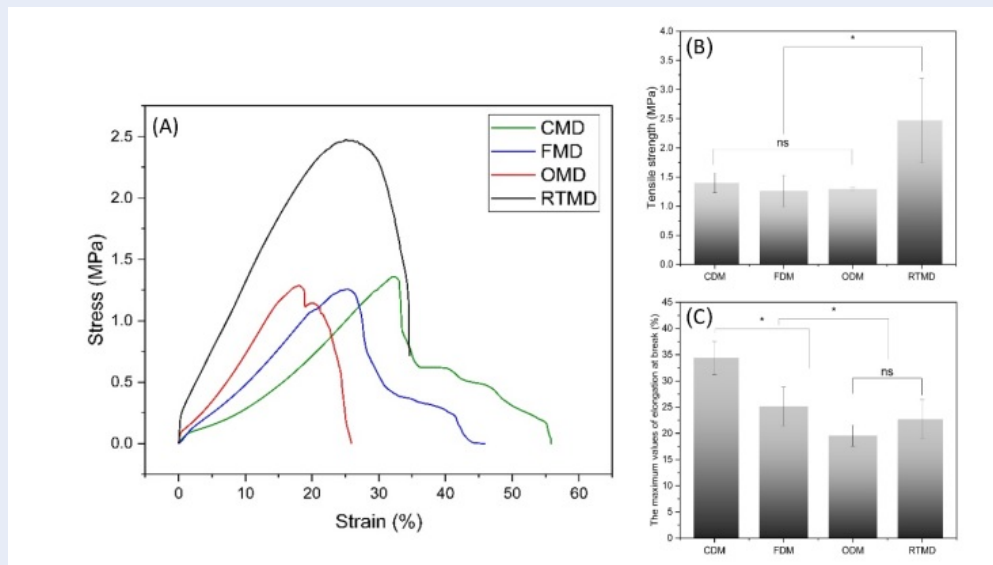 (A)
CMD
FMD
OMD
RTMD
2.5
2.0
1.5
1.0
0.5
0.0
Stress (MPa)
0 10 20 30 40 50 60
Strain (%)
(B)
*
ns
4.0
3.5
3.0
2.5
2.0
1.5
1.0
0.5
0.0
Tensile strength (MPa)
CDM FDM ODM RTMD
(C)
*
*
ns
45
40
35
30
25
20
15
10
5
0
The maximum values of elongation at break (%)
CDM FDM ODM RTMD